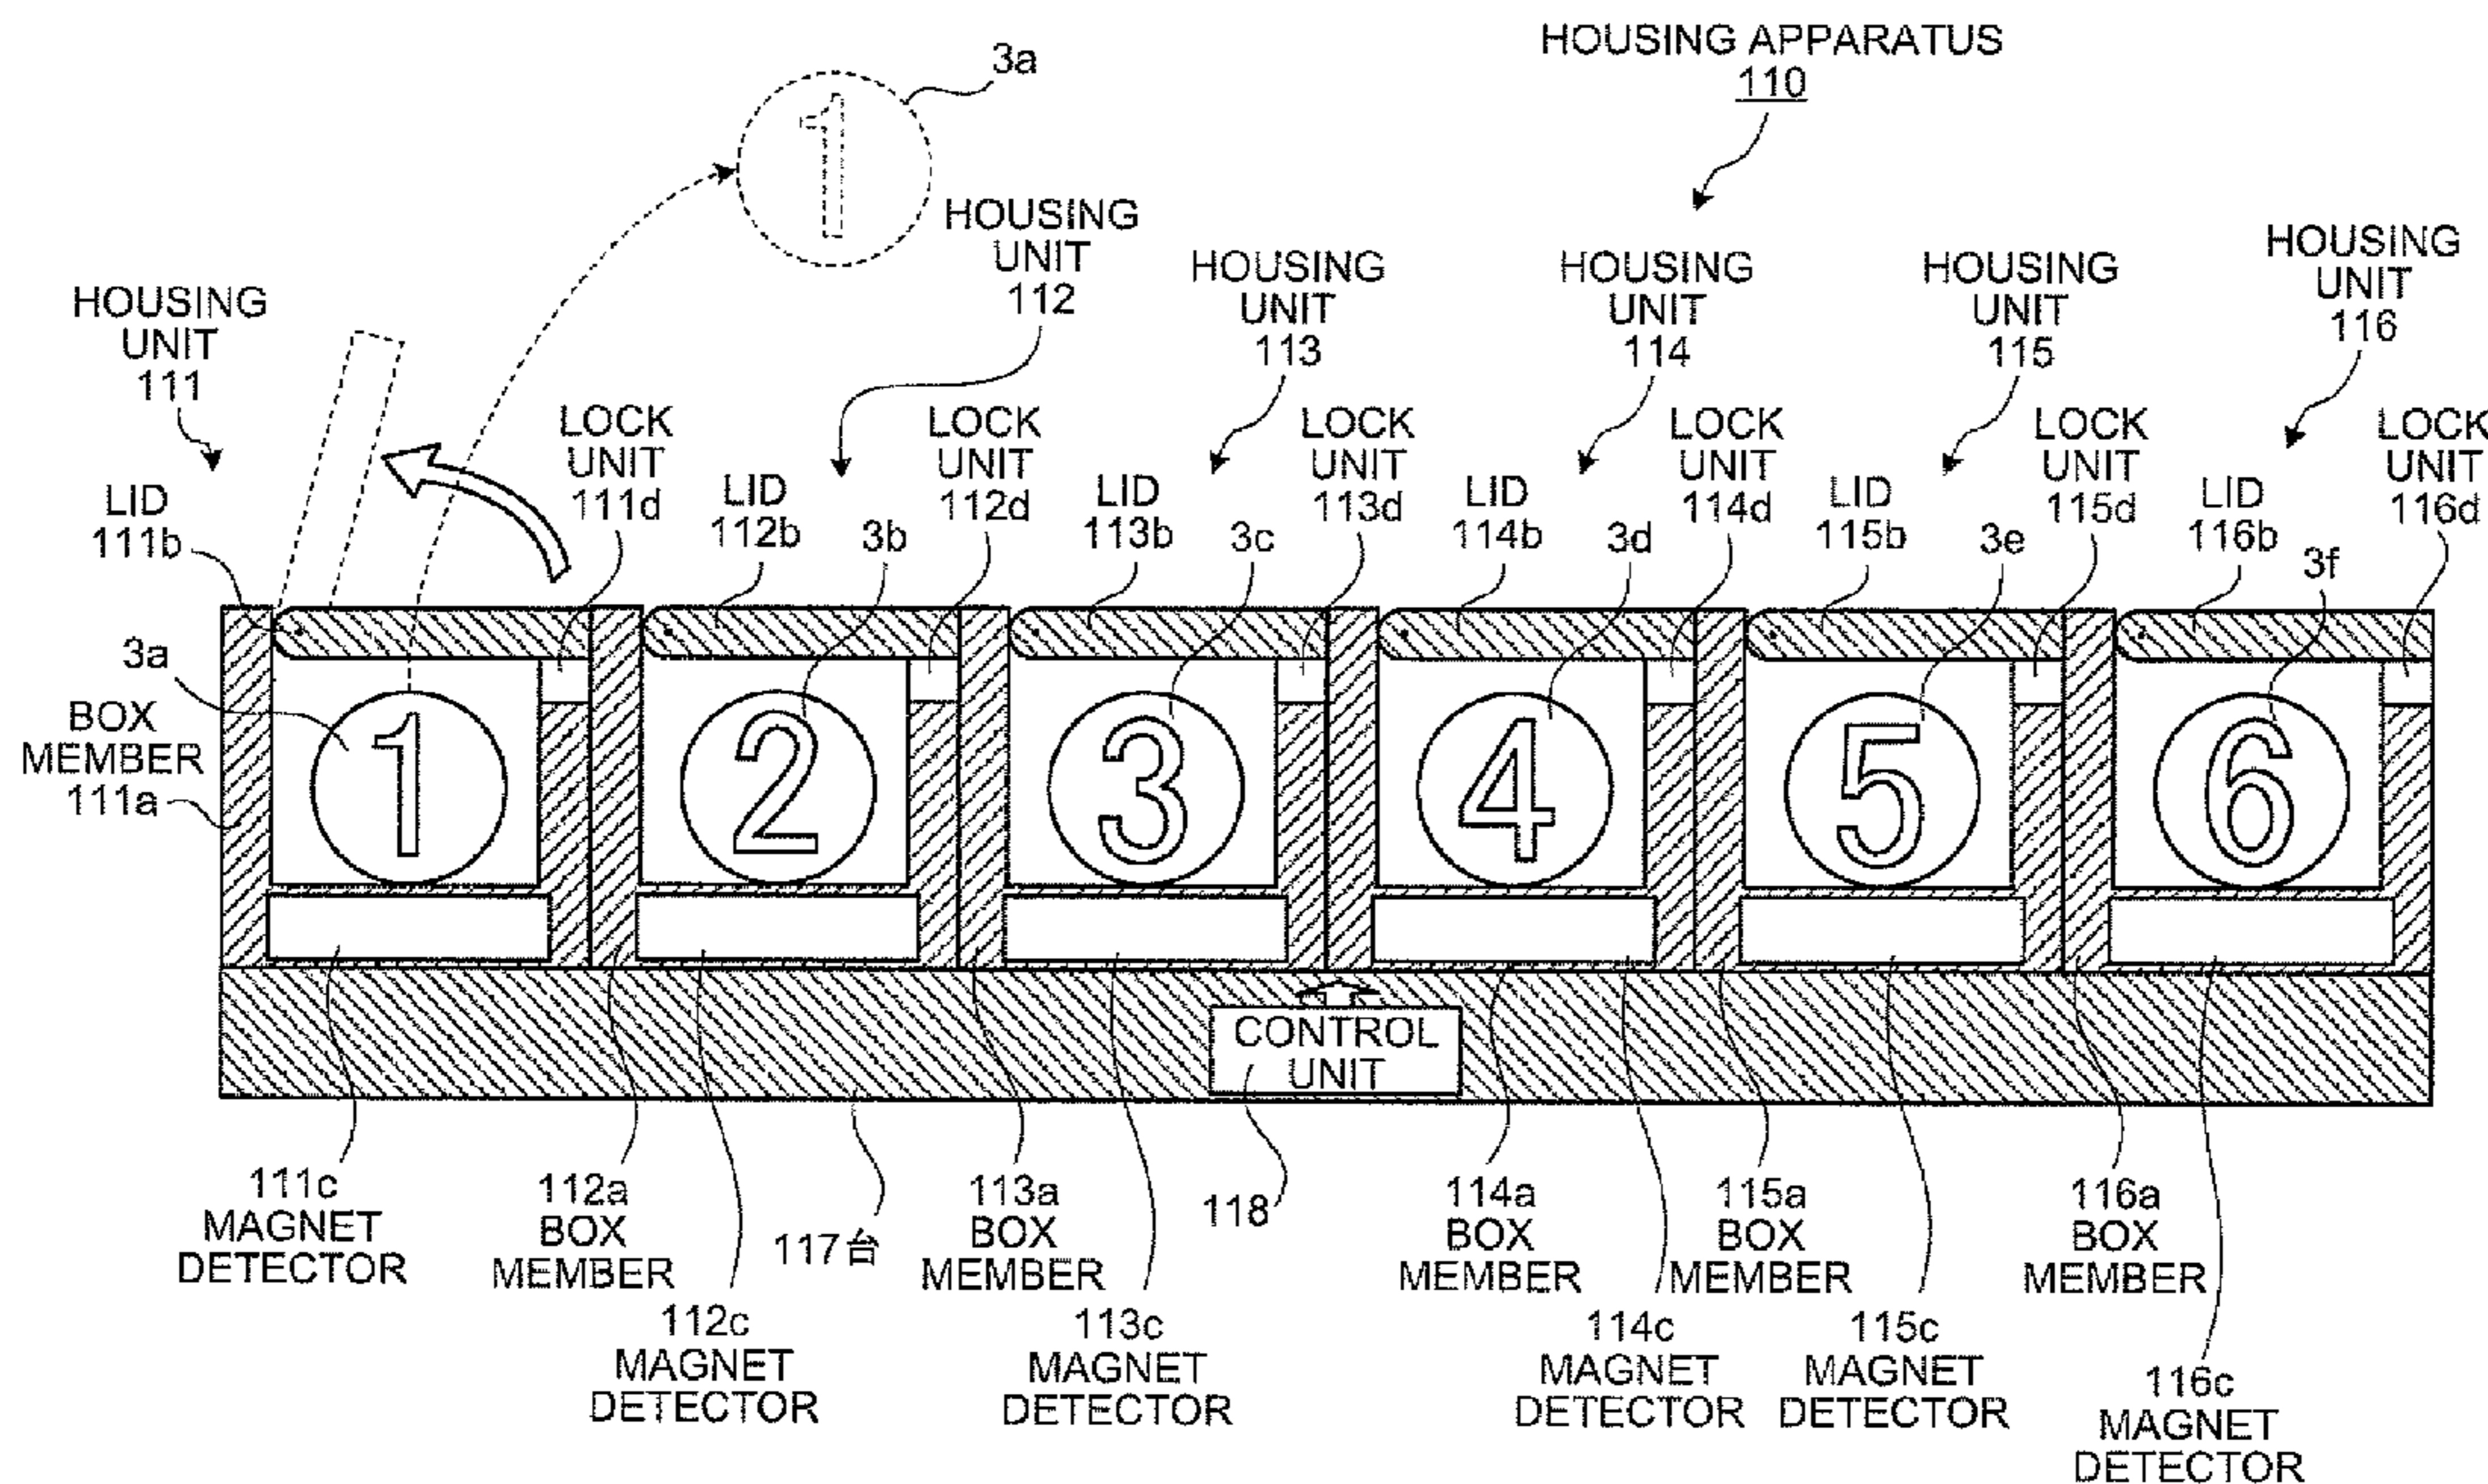 3a
HOUSING APPARATUS
110
1
HOUSING
UNIT
111
HOUSING
UNIT
112
HOUSING
UNIT
113
HOUSING
UNIT
114
HOUSING
UNIT
115
HOUSING
UNIT
116
LID
111b
LOCK
UNIT
111d
LID
112b
3b
LOCK
UNIT
112d
LID
113b
3c
LOCK
UNIT
113d
LID
114b
3d
LOCK
UNIT
114d
LID
115b
3e
LOCK
UNIT
115d
LID
116b
3f
LOCK
UNIT
116d
3a
BOX
MEMBER
111a
1
2
3
4
5
6
CONTROL
UNIT
111c
MAGNET
DETECTOR
112a
BOX
MEMBER
112c
MAGNET
DETECTOR
117台
113a
BOX
MEMBER
113c
MAGNET
DETECTOR
118
114a
BOX
MEMBER
114c
MAGNET
DETECTOR
115a
BOX
MEMBER
115c
MAGNET
DETECTOR
116a
BOX
MEMBER
116c
MAGNET
DETECTOR